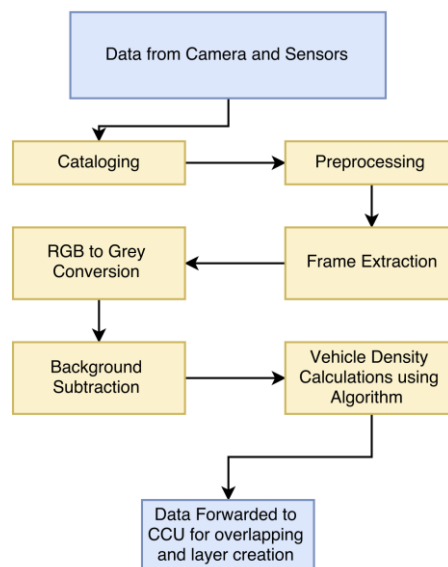 Data from Camera and Sensors
Cataloging
Preprocessing
Frame Extraction
RGB to Grey
Conversion
Background
Subtraction
Vehicle Density
Calculations using
Algorithm
Data Forwarded to
CCU for overlapping
and layer creation